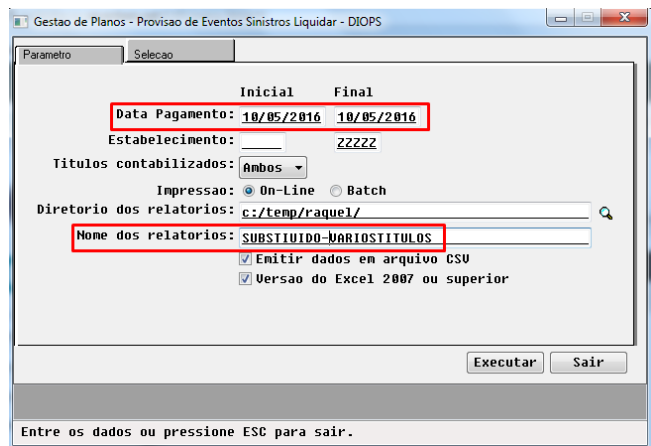 Gestao de Planos - Provisao de Eventos Sinistros Liquidar - DIOPS
Parametro Selecao
Inicial Final
Data Pagamento: 10/05/2016 10/05/2016
Estabelecimento: _____ ZZZZZ
Titulos contabilizados: Ambos
Impressao: On-Line Batch
Diretorio dos relatorios: c:/temp/raquel/
Nome dos relatorios: SUBSTIUIDO-VARIOSTITULOS
Emitir dados em arquivo CSV
Versao do Excel 2007 ou superior
Executar Sair
Entre os dados ou pressione ESC para sair.